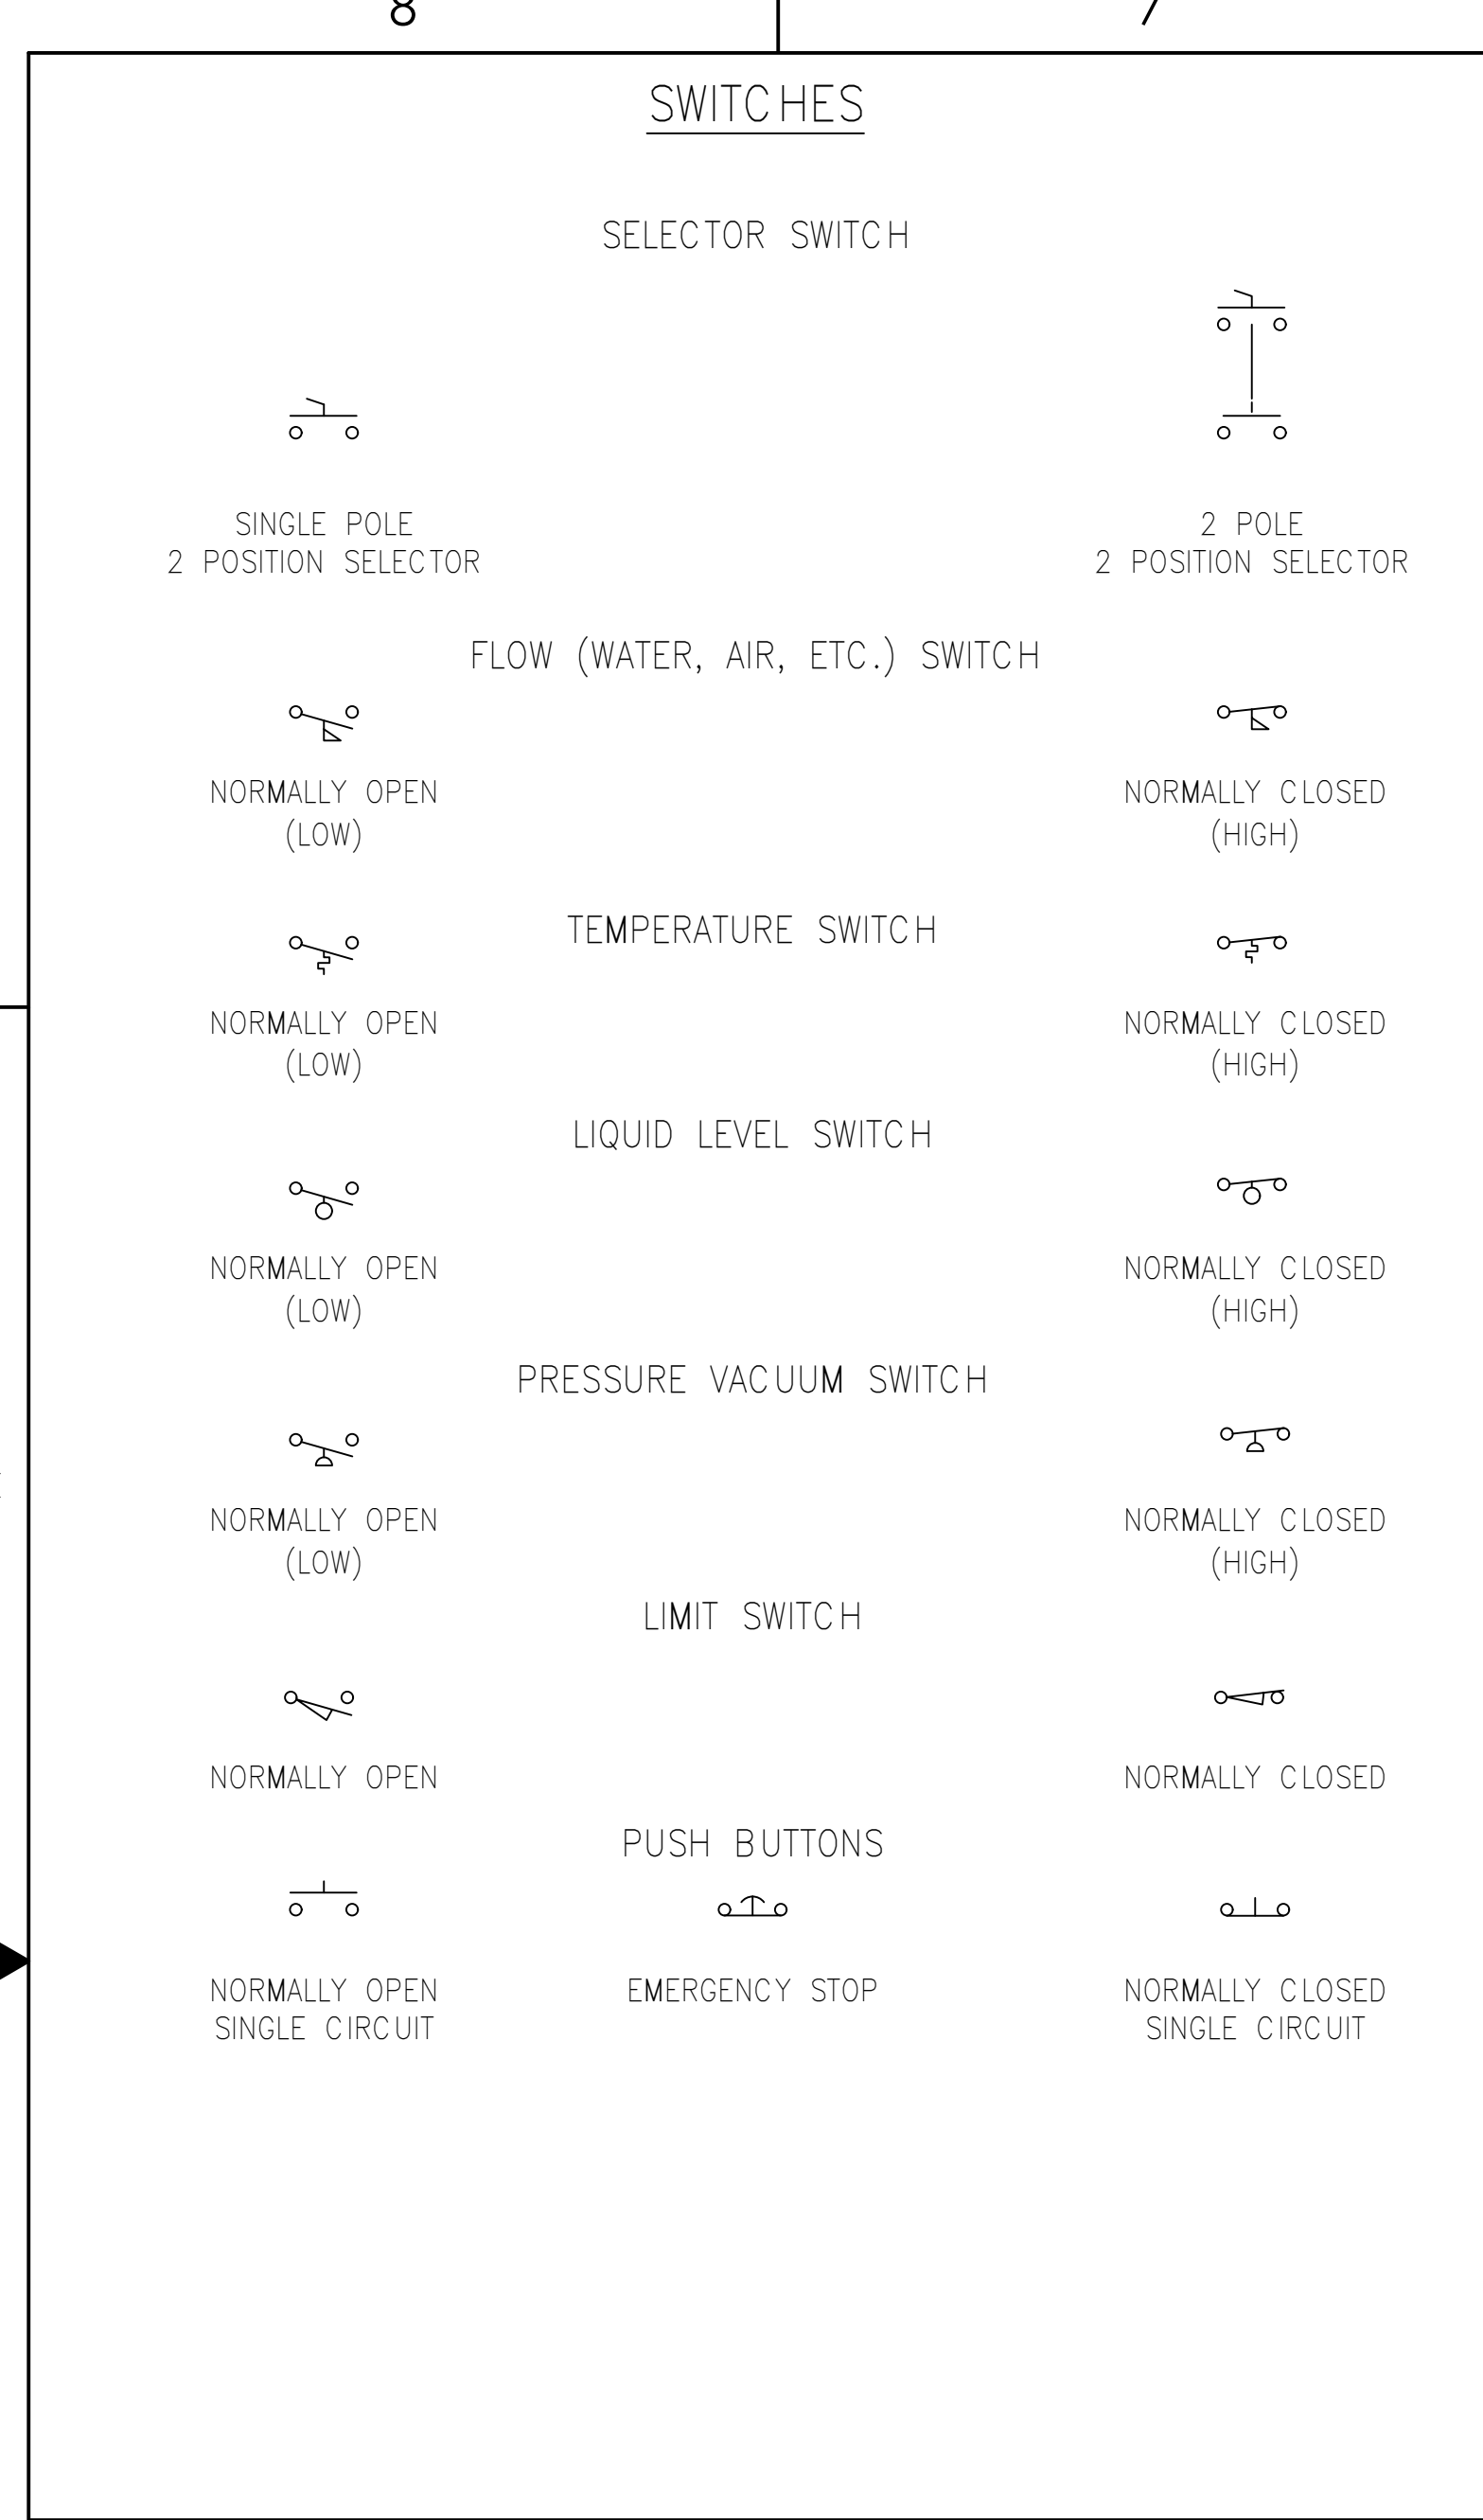 8 7
SWITCHES
SELECTOR SWITCH
SINGLE POLE
2 POSITION SELECTOR
2 POLE
2 POSITION SELECTOR
FLOW (WATER, AIR, ETC.) SWITCH
NORMALLY OPEN
(LOW)
NORMALLY CLOSED
(HIGH)
TEMPERATURE SWITCH
NORMALLY OPEN
(LOW)
NORMALLY CLOSED
(HIGH)
LIQUID LEVEL SWITCH
NORMALLY OPEN
(LOW)
NORMALLY CLOSED
(HIGH)
PRESSURE VACUUM SWITCH
NORMALLY OPEN
(LOW)
NORMALLY CLOSED
(HIGH)
LIMIT SWITCH
NORMALLY OPEN
NORMALLY CLOSED
PUSH BUTTONS
NORMALLY OPEN
SINGLE CIRCUIT
EMERGENCY STOP
NORMALLY CLOSED
SINGLE CIRCUIT